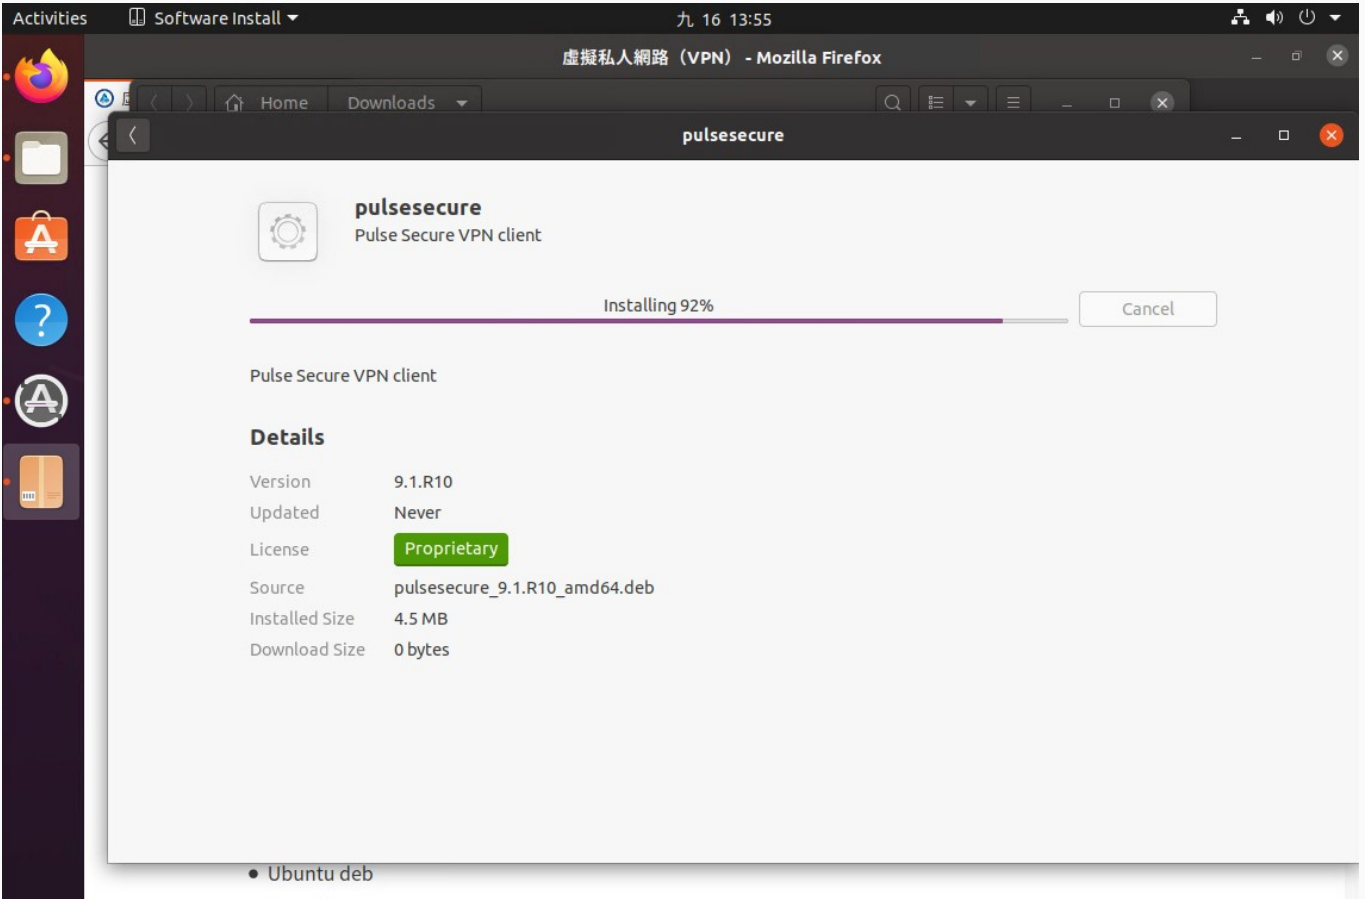 Activities Software Install 九 16 13:55
虛擬私人網路（VPN） - Mozilla Firefox
Home Downloads
pulsesecure
pulsesecure
Pulse Secure VPN client
Installing 92%
Cancel
Pulse Secure VPN client
Details
Version 9.1.R10
Updated Never
License Proprietary
Source pulsesecure_9.1.R10_amd64.deb
Installed Size 4.5 MB
Download Size 0 bytes
• Ubuntu deb